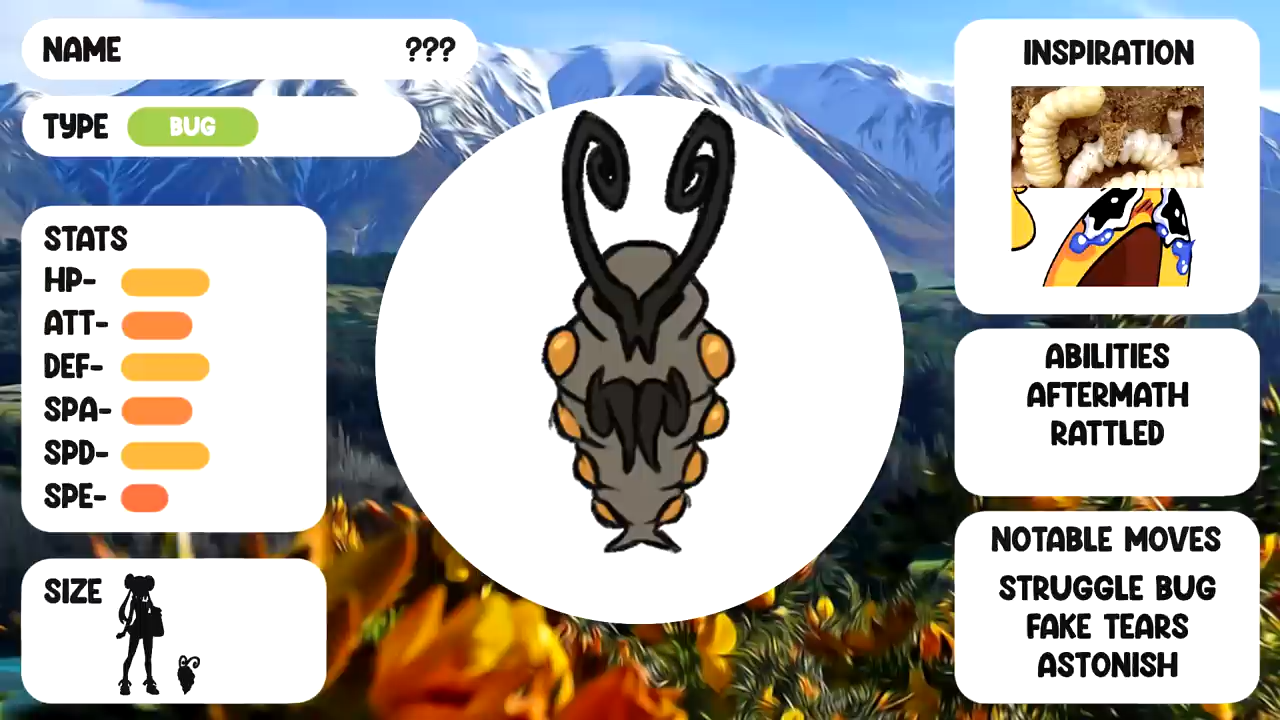 NAME ???
TYPE BUG
STATS
HP-
ATT-
DEF-
SPA-
SPD-
SPE-
SIZE
INSPIRATION
ABILITIES
AFTERMATH
RATTLED
NOTABLE MOVES
STRUGGLE BUG
FAKE TEARS
ASTONISH